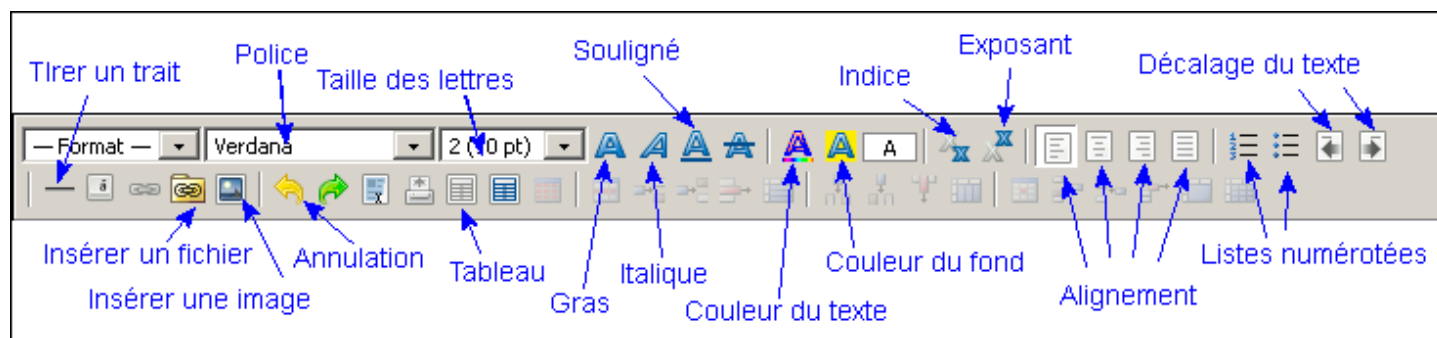 Tirer un trait
Police
Taille des lettres
Souligné
Indice
Exposant
Décalage du texte
— Format —
Verdana
2 (10 pt)
A
Insérer un fichier
Insérer une image
Annulation
Tableau
Gras
Italique
Couleur du texte
Couleur du fond
Alignement
Listes numérotées